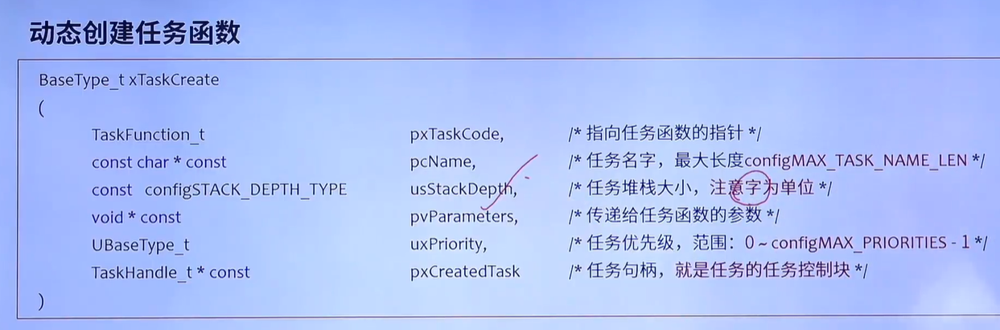 动态创建任务函数
BaseType_t xTaskCreate
(
TaskFunction_t pxTaskCode, /* 指向任务函数的指针 */
const char * const pcName, /* 任务名字，最大长度configMAX_TASK_NAME_LEN */
const configSTACK_DEPTH_TYPE usStackDepth, /* 任务堆栈大小，注意字为单位 */
void * const pvParameters, /* 传递给任务函数的参数 */
UBaseType_t uxPriority, /* 任务优先级，范围：0 ~ configMAX_PRIORITIES - 1 */
TaskHandle_t * const pxCreatedTask /* 任务句柄，就是任务的任务控制块 */
)